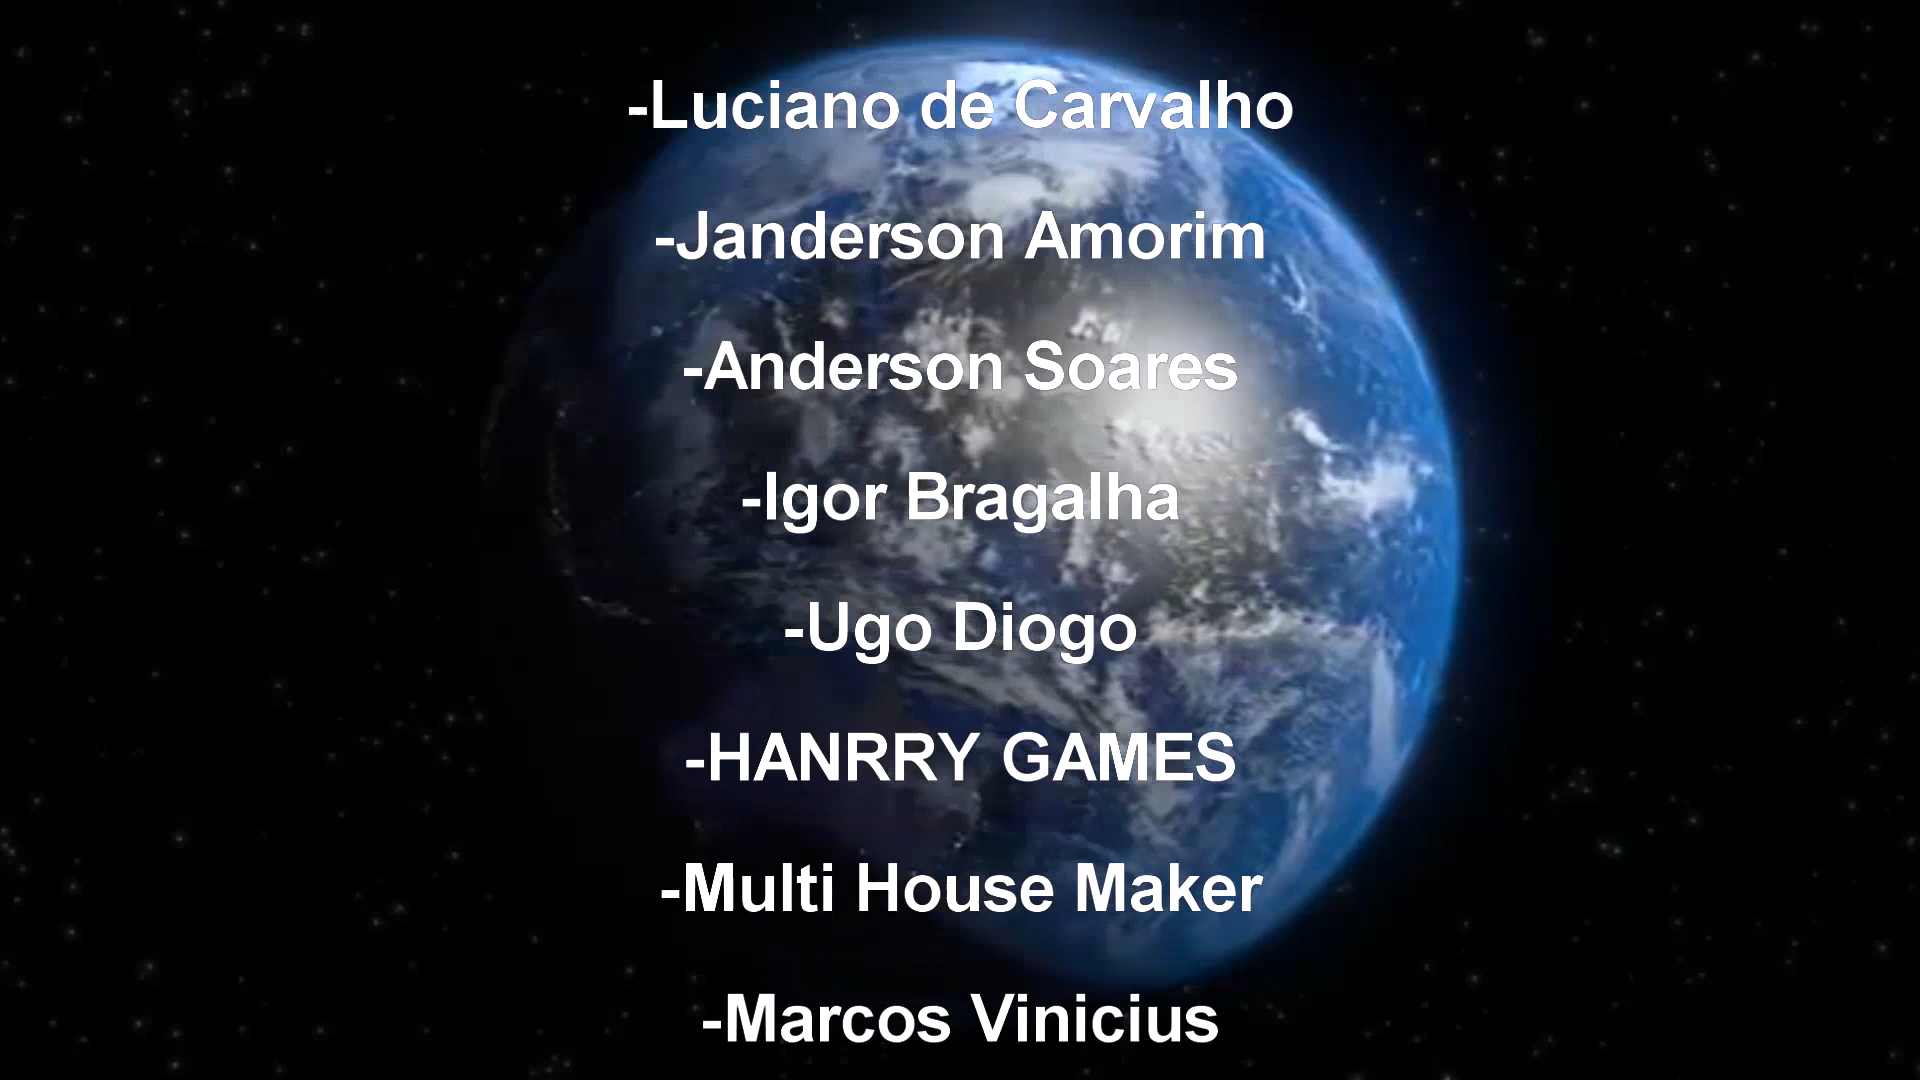 -Luciano de Carvalho
-Janderson Amorim
-Anderson Soares
-Igor Bragalha
-Ugo Diogo
-HANRRY GAMES
-Multi House Maker
-Marcos Vinicius